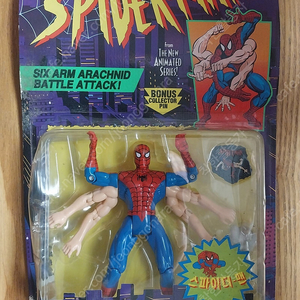 SPIDER-MAN
From
THE NEW
ANIMATED
SERIES!
SIX ARM ARACHNID
BATTLE ATTACK!
BONUS
COLLECTOR
PIN
스파이더맨